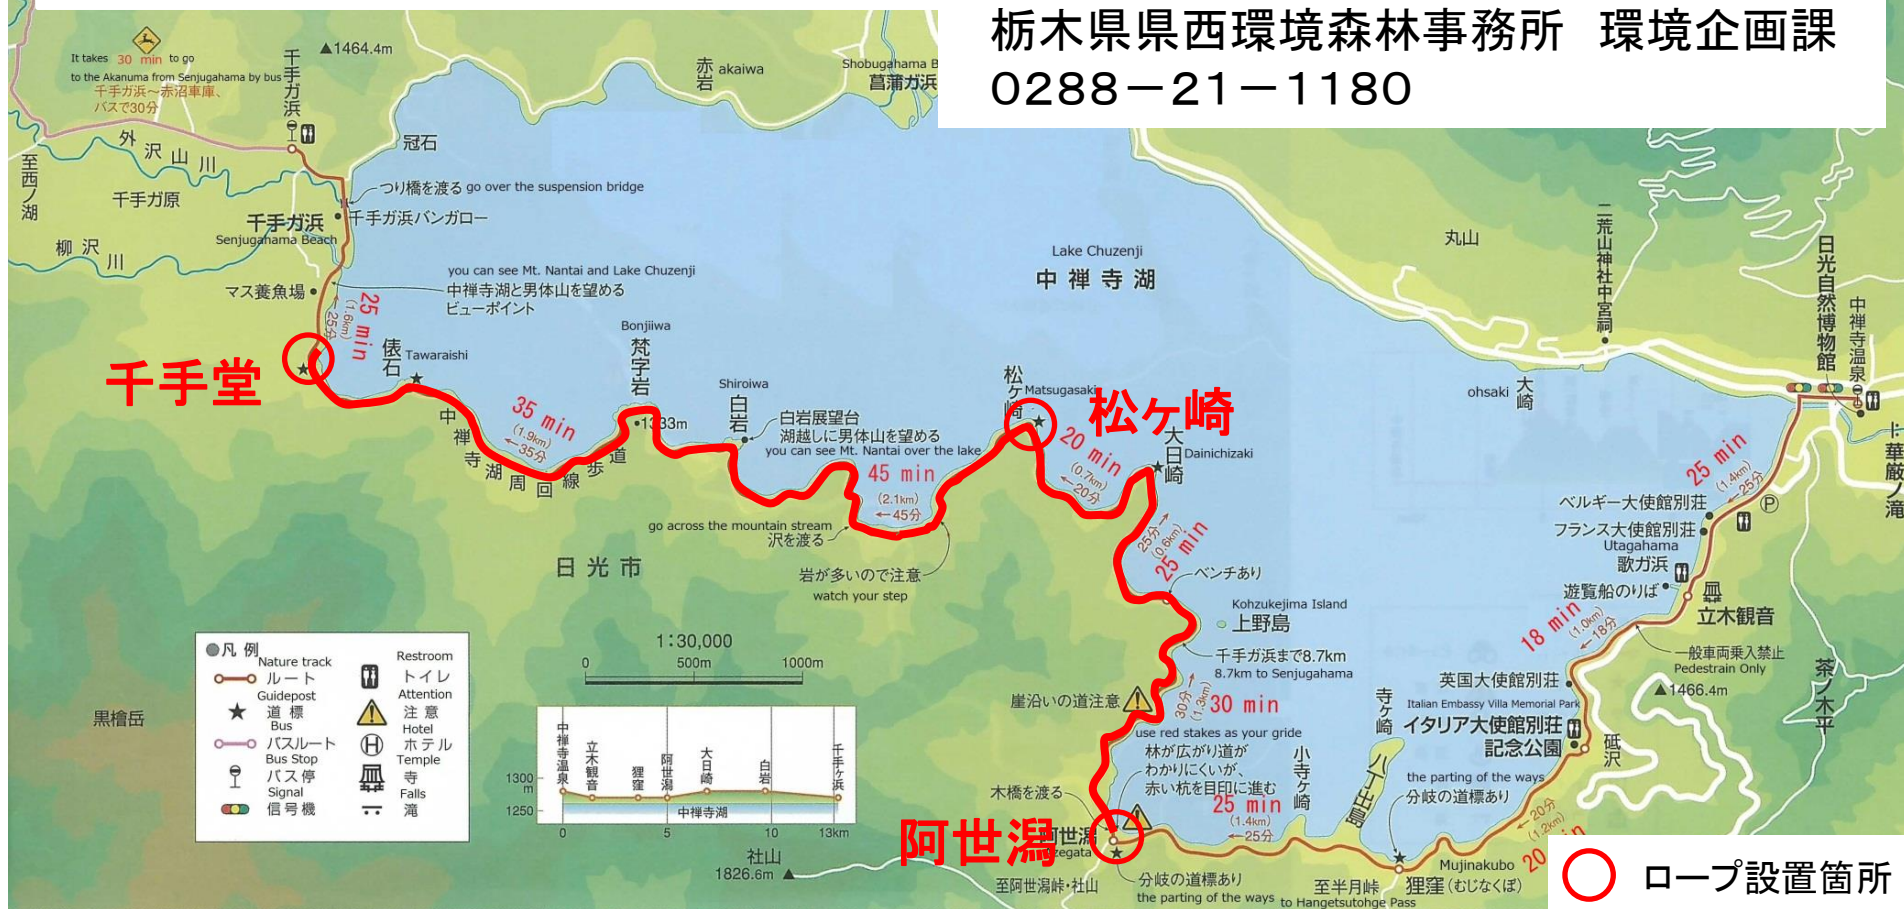 栃木県県西環境森林事務所　環境企画課
0288－21－1180
It takes 30 min to go
to the Akanuma from Senjugahama by bus
千手ガ浜～赤沼車庫、
バスで30分
千手ガ浜
▲1464.4m
赤岩 akaiwa
Shobugahama B
菖蒲ガ浜
外沢山川
冠石
至西ノ湖
千手ガ原
つり橋を渡る go over the suspension bridge
千手ガ浜バンガロー
千手ガ浜
Senjugahama Beach
柳沢川
you can see Mt. Nantai and Lake Chuzenji
中禅寺湖と男体山を望める
ビューポイント
マス養魚場
25 min
(1.6km)
←25分
千手堂
俵石 Tawaraishi
Bonjiiwa
梵字岩
•1333m
35 min
(1.9km)
←35分
中禅寺湖周回線歩道
Shiroiwa
白岩
白岩展望台
湖越しに男体山を望める
you can see Mt. Nantai over the lake
45 min
(2.1km)
←45分
go across the mountain stream
沢を渡る
岩が多いので注意
watch your step
Lake Chuzenji
中禅寺湖
松ヶ崎
Matsugasaki
松ヶ崎
20 min
(0.7km)
←20分
大日崎
Dainichizaki
25分→
(0.6km)
25 min
ベンチあり
Kohzukejima Island
上野島
千手ガ浜まで8.7km
8.7km to Senjugahama
崖沿いの道注意
30分→
(1.3km)
30 min
use red stakes as your gride
林が広がり道が
わかりにくいが、
赤い杭を目印に進む
木橋を渡る
25 min
(1.4km)
←25分
阿世潟
阿世潟
zegata
至阿世潟峠・社山
分岐の道標あり
the parting of the ways
小寺ヶ崎
八丁出島
寺ヶ崎
至半月峠
to Hangetsutohge Pass
狸窪(むじなくぼ)
Mujinakubo
the parting of the ways
分岐の道標あり
←20分
(1.2km)
20 min
砥沢
Italian Embassy Villa Memorial Park
イタリア大使館別荘
記念公園
英国大使館別荘
▲1466.4m
一般車両乗入禁止
Pedestrain Only
18 min
(1.0km)
←18分
立木観音
遊覧船のりば
Utagahama
歌ガ浜
フランス大使館別荘
ベルギー大使館別荘
25 min
(1.4km)
←25分
P
茶ノ木平
華厳ノ滝
中禅寺温泉
日光自然博物館
二荒山神社中宮祠
丸山
ohsaki 大崎
日光市
黒檜岳
社山
1826.6m▲
1:30,000
0 500m 1000m
●凡例
Nature track
ルート
Guidepost
★ 道標
Bus
バスルート
Bus Stop
バス停
Signal
信号機
Restroom
トイレ
Attention
注意
Hotel
Ⓗ ホテル
Temple
寺
Falls
滝
中禅寺温泉
立木観音
狸窪
阿世潟
大日崎
白岩
千手ヶ浜
1300
m
1250
中禅寺湖
0 5 10 13km
ロープ設置箇所